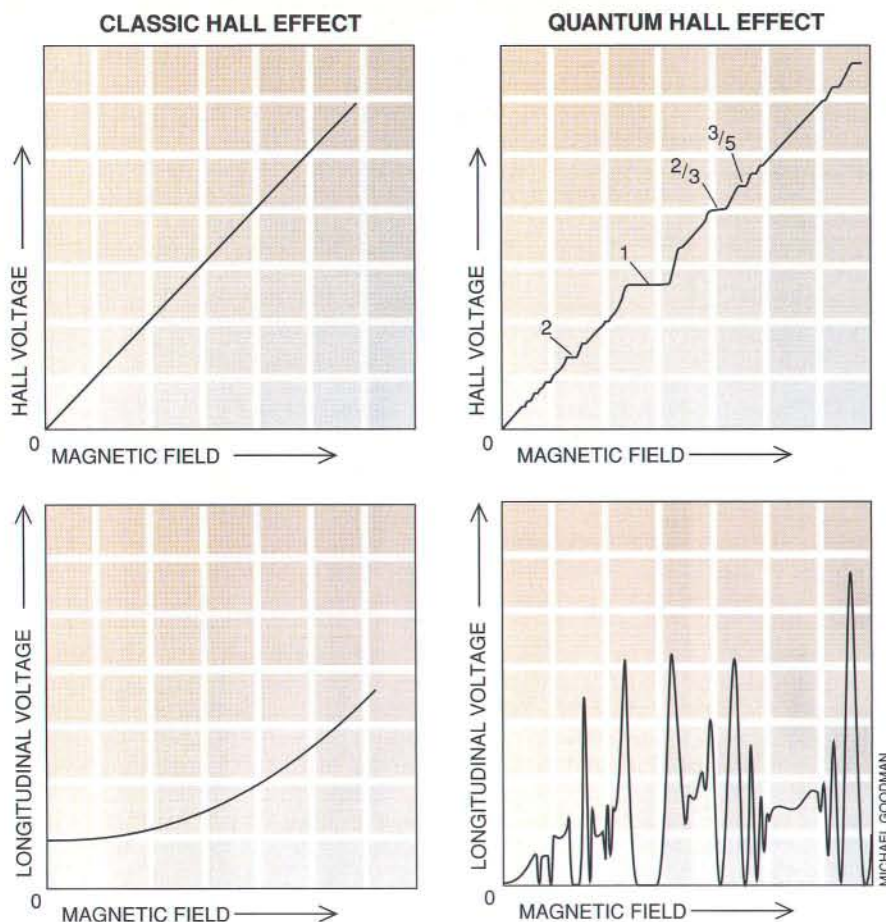 CLASSIC HALL EFFECT
HALL VOLTAGE
0
MAGNETIC FIELD
QUANTUM HALL EFFECT
HALL VOLTAGE
2
1
2/3
3/5
0
MAGNETIC FIELD
LONGITUDINAL VOLTAGE
0
MAGNETIC FIELD
LONGITUDINAL VOLTAGE
0
MAGNETIC FIELD
MICHAEL GOODMAN